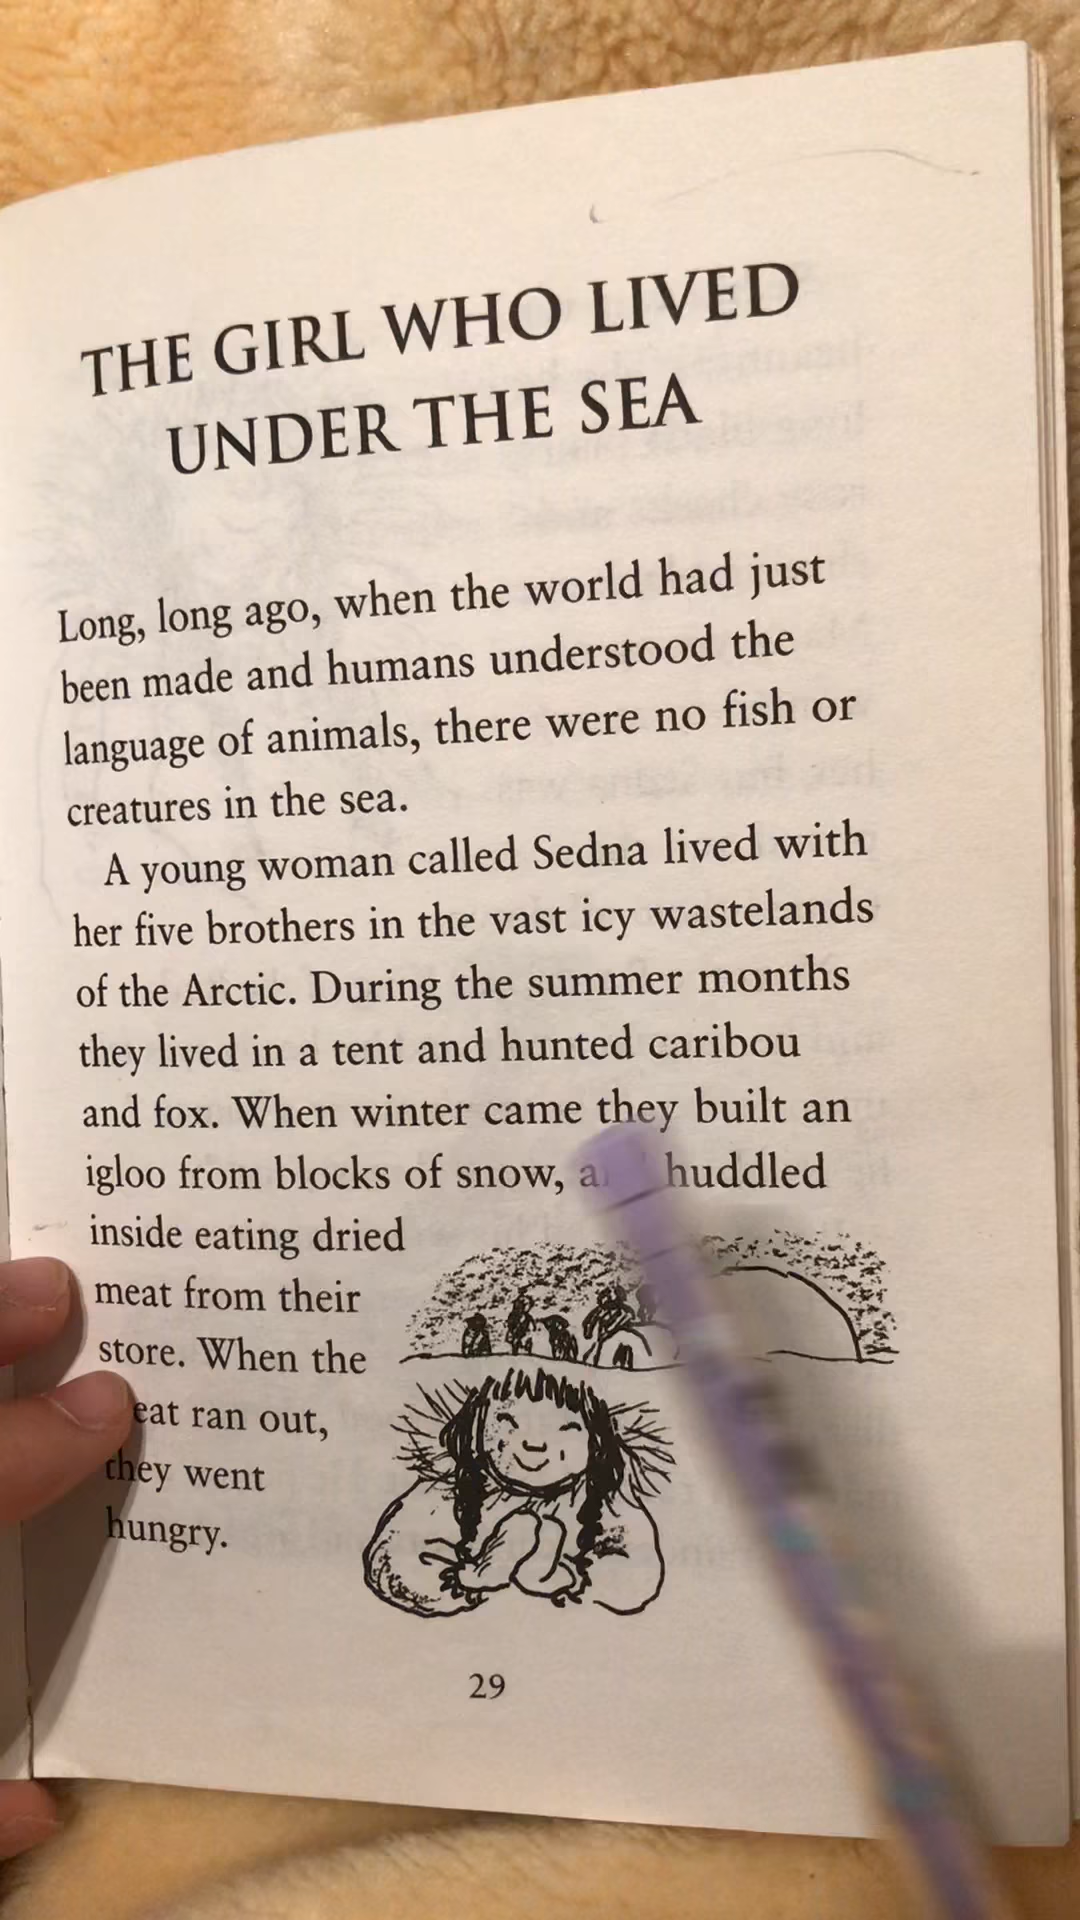 THE GIRL WHO LIVED
UNDER THE SEA
Long, long ago, when the world had just
been made and humans understood the
language of animals, there were no fish or
creatures in the sea.
A young woman called Sedna lived with
her five brothers in the vast icy wastelands
of the Arctic. During the summer months
they lived in a tent and hunted caribou
and fox. When winter came they built an
igloo from blocks of snow, huddled
inside eating dried
meat from their
store. When the
eat ran out,
they went
hungry.
29